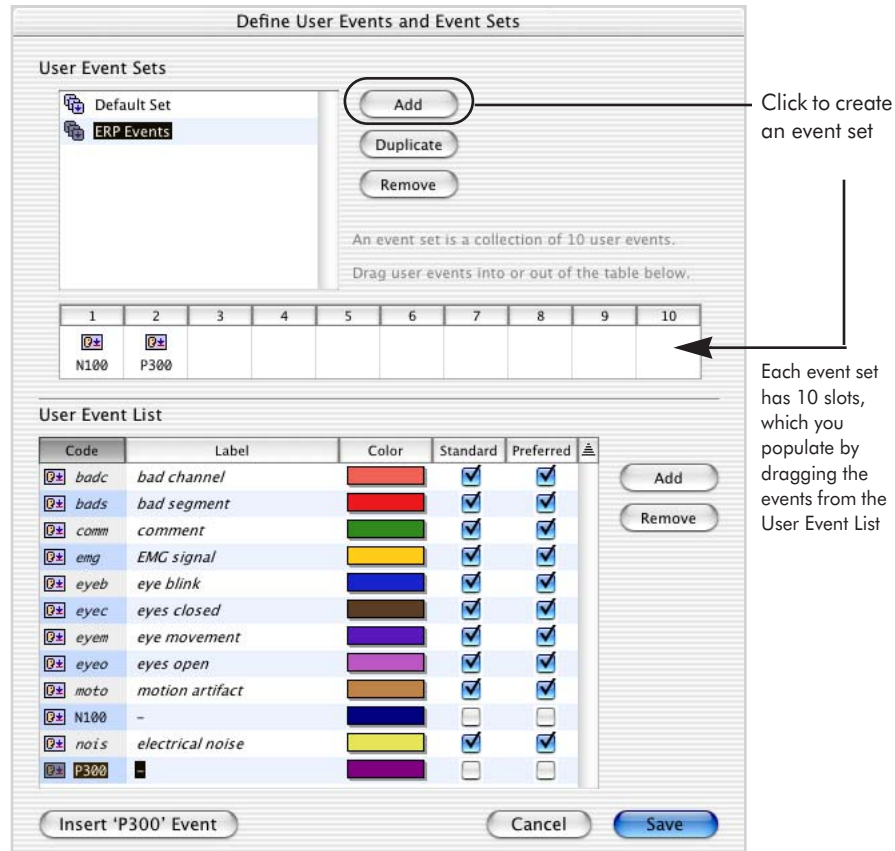 Define User Events and Event Sets
User Event Sets
Default Set
ERP Events
Add
Duplicate
Remove
An event set is a collection of 10 user events.
Drag user events into or out of the table below.
Click to create
an event set
1 2 3 4 5 6 7 8 9 10
N100 P300
Each event set
has 10 slots,
which you
populate by
dragging the
events from the
User Event List
User Event List
Code Label Color Standard Preferred
badc bad channel
bads bad segment
comm comment
emg EMG signal
eyeb eye blink
eyec eyes closed
eyem eye movement
eyeo eyes open
moto motion artifact
N100 –
nois electrical noise
P300 –
Add
Remove
Insert 'P300' Event
Cancel
Save